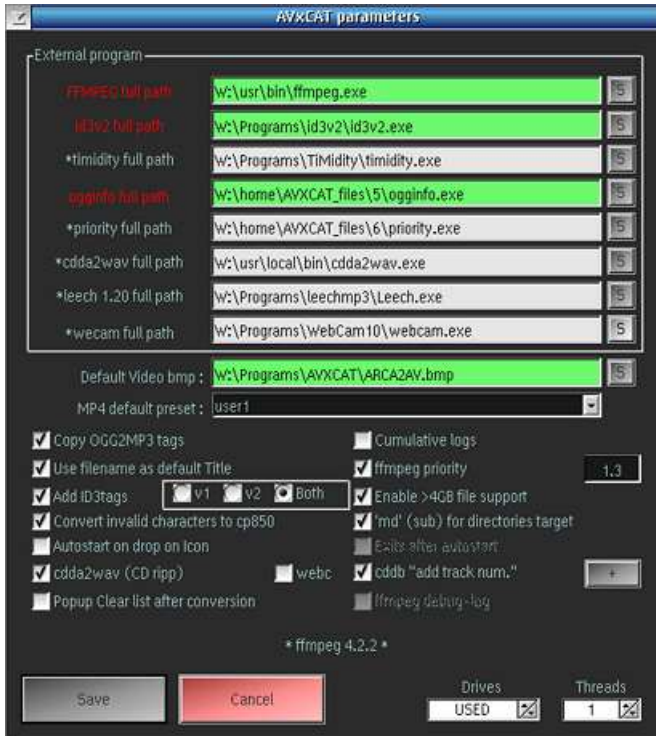 AVxCAT parameters
External program
FFMPEG full path W:\usr\bin\ffmpeg.exe S
id3v2 full path W:\Programs\id3v2\id3v2.exe S
*timidity full path W:\Programs\TiMidity\timidity.exe S
ogginfo full path W:\home\AVXCAT_files\5\ogginfo.exe S
*priority full path W:\home\AVXCAT_files\6\priority.exe S
*cdda2wav full path W:\usr\local\bin\cdda2wav.exe S
*leech 1.20 full path W:\Programs\leechmp3\Leech.exe S
*wecam full path W:\Programs\WebCam10\webcam.exe S
Default Video bmp : W:\Programs\AVXCAT\ARCA2AV.bmp S
MP4 default preset : user1
Copy OGG2MP3 tags Cumulative logs
Use filename as default Title ffmpeg priority 1.3
Add ID3tags v1 v2 Both Enable >4GB file support
Convert invalid characters to cp850 'md' (sub) for directories target
Autostart on drop on Icon Exits after autostart
cdda2wav (CD ripp) webc cddb "add track num." +
Popup Clear list after conversion ffmpeg debug-log
* ffmpeg 4.2.2 *
Drives Threads
Save Cancel USED 1